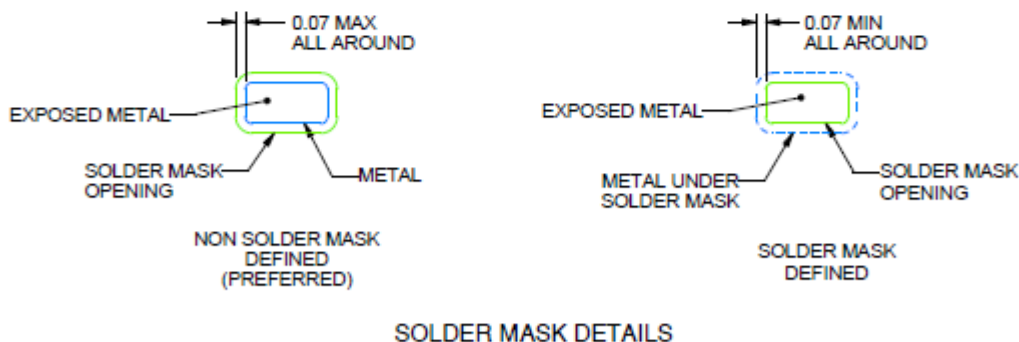 0.07 MAX
ALL AROUND
EXPOSED METAL
SOLDER MASK
OPENING
METAL
NON SOLDER MASK
DEFINED
(PREFERRED)
0.07 MIN
ALL AROUND
EXPOSED METAL
METAL UNDER
SOLDER MASK
SOLDER MASK
OPENING
SOLDER MASK
DEFINED
SOLDER MASK DETAILS